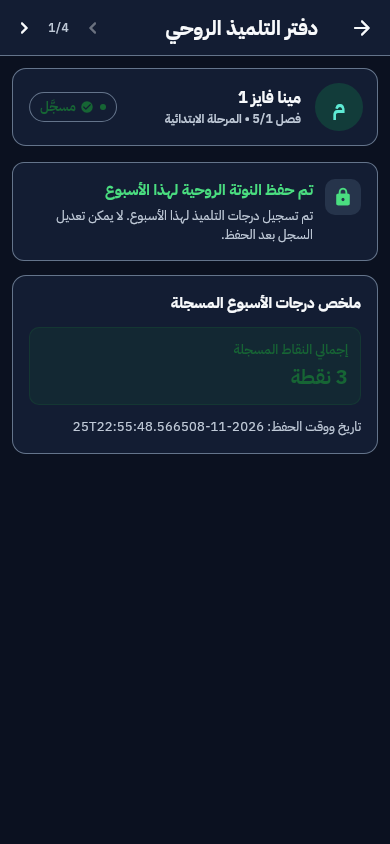 دفتر التلميذ الروحي
1/4
م
مينا فايز 1
فصل 5/1 • المرحلة الابتدائية
مسجَّل
تم حفظ النوتة الروحية لهذا الأسبوع
تم تسجيل درجات التلميذ لهذا الأسبوع. لا يمكن تعديل
السجل بعد الحفظ.
ملخص درجات الأسبوع المسجلة
إجمالي النقاط المسجلة
3 نقطة
تاريخ ووقت الحفظ: 2026-11-25T22:55:48.566508